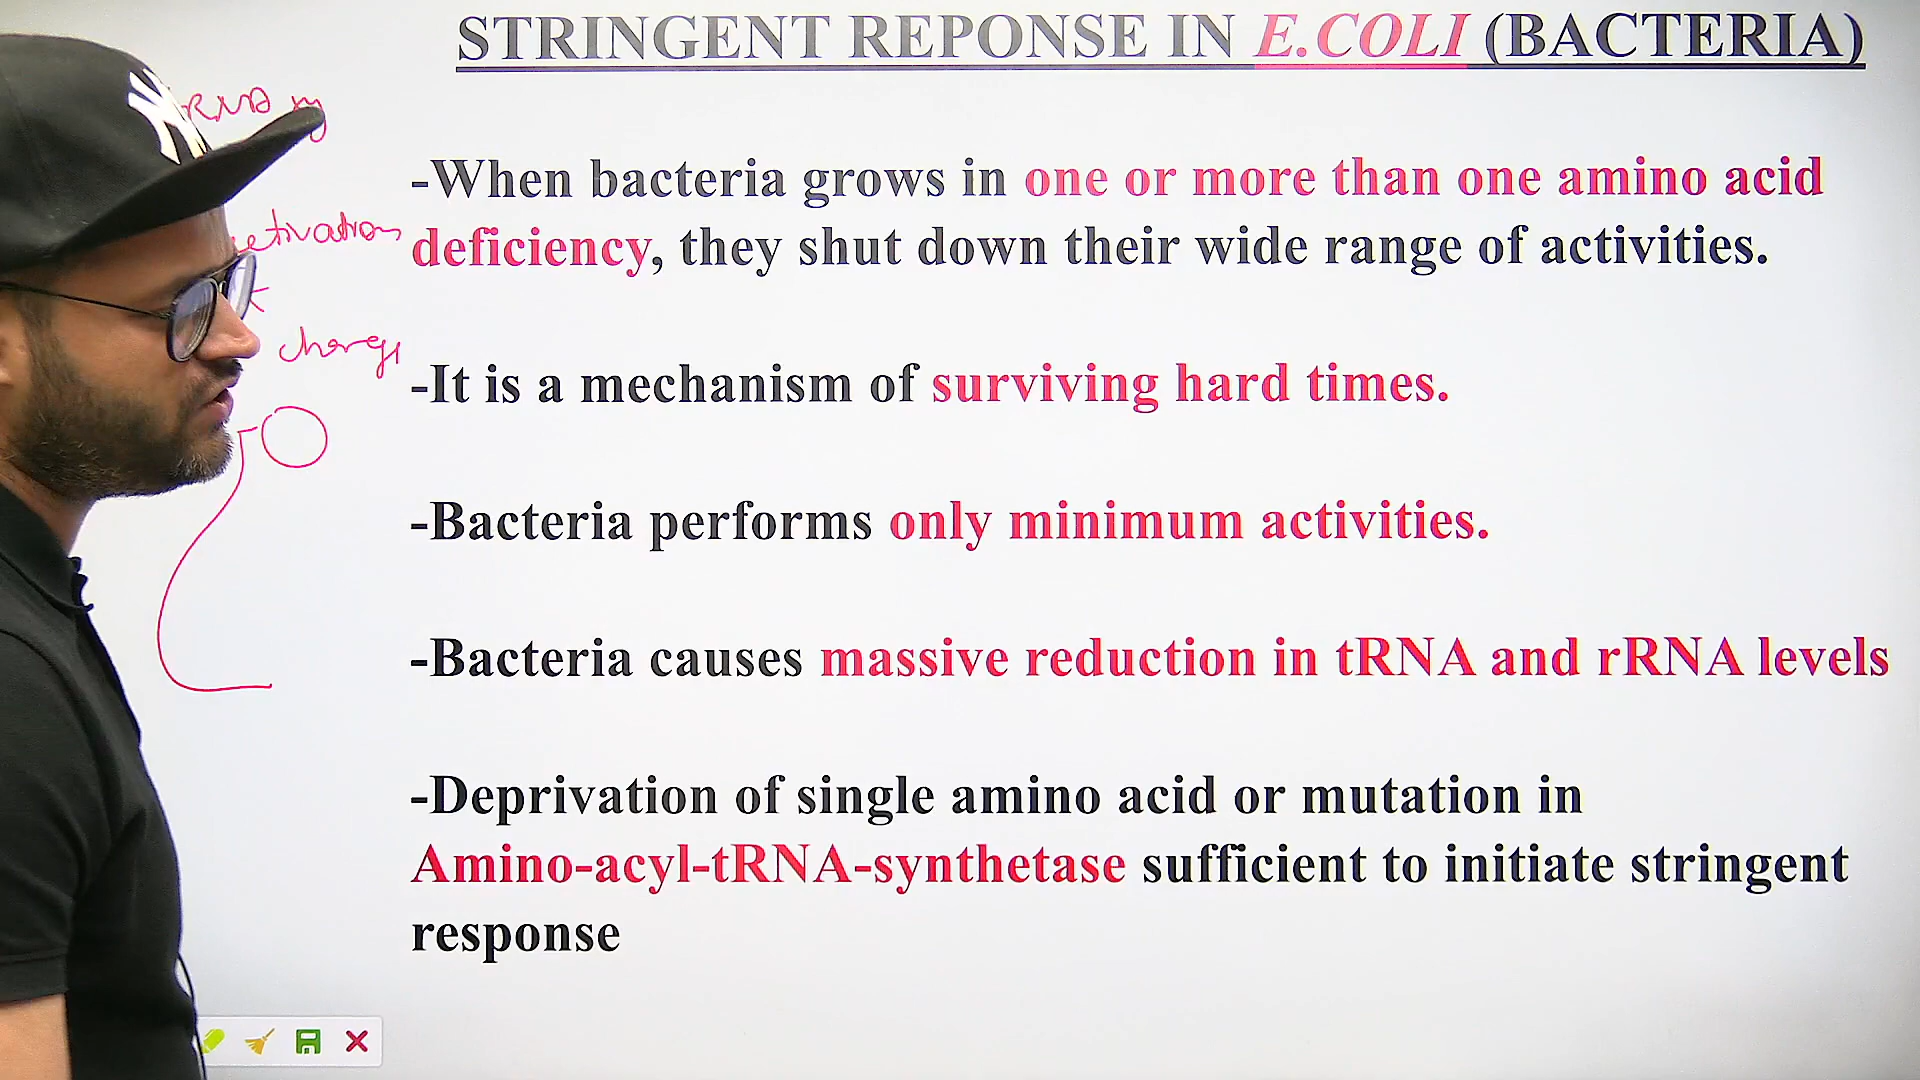 STRINGENT REPONSE IN E.COLI (BACTERIA)
-When bacteria grows in one or more than one amino acid
deficiency, they shut down their wide range of activities.
-It is a mechanism of surviving hard times.
-Bacteria performs only minimum activities.
-Bacteria causes massive reduction in tRNA and rRNA levels
-Deprivation of single amino acid or mutation in
Amino-acyl-tRNA-synthetase sufficient to initiate stringent
response